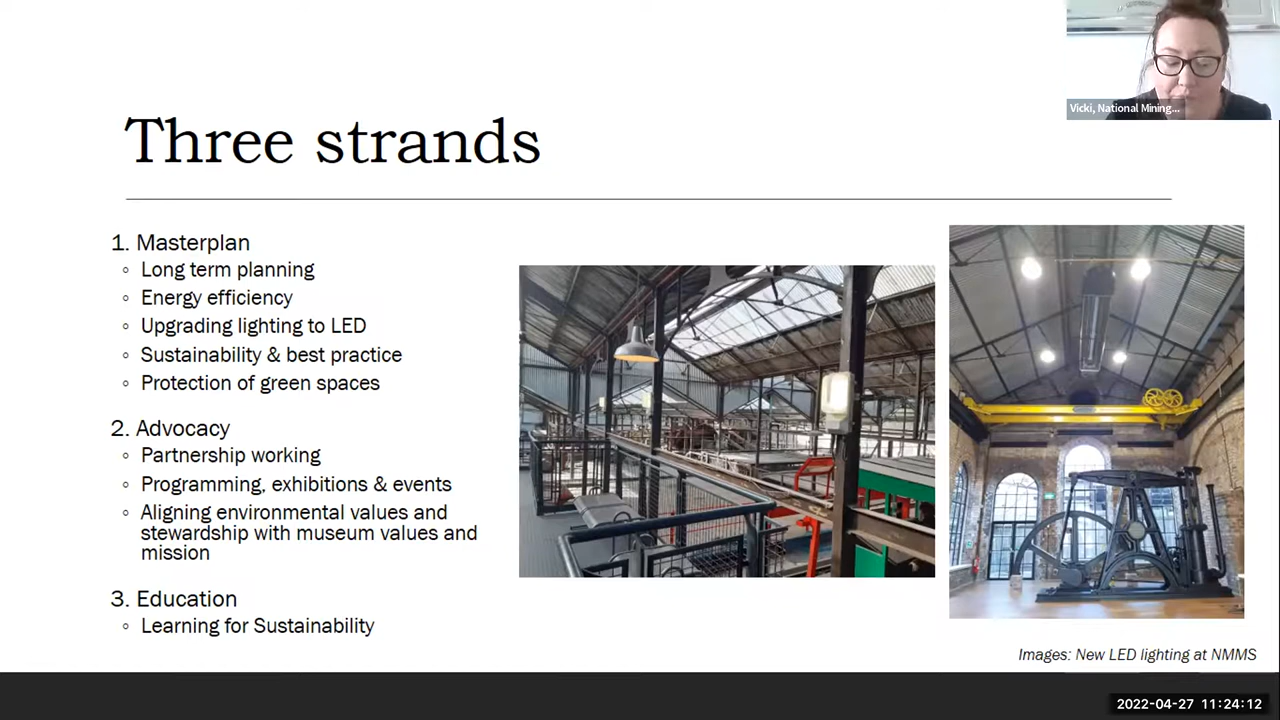 Vicki, National Mining...
Three strands
1. Masterplan
◦ Long term planning
◦ Energy efficiency
◦ Upgrading lighting to LED
◦ Sustainability & best practice
◦ Protection of green spaces
2. Advocacy
◦ Partnership working
◦ Programming, exhibitions & events
◦ Aligning environmental values and
stewardship with museum values and
mission
3. Education
◦ Learning for Sustainability
Images: New LED lighting at NMMS
2022-04-27 11:24:12